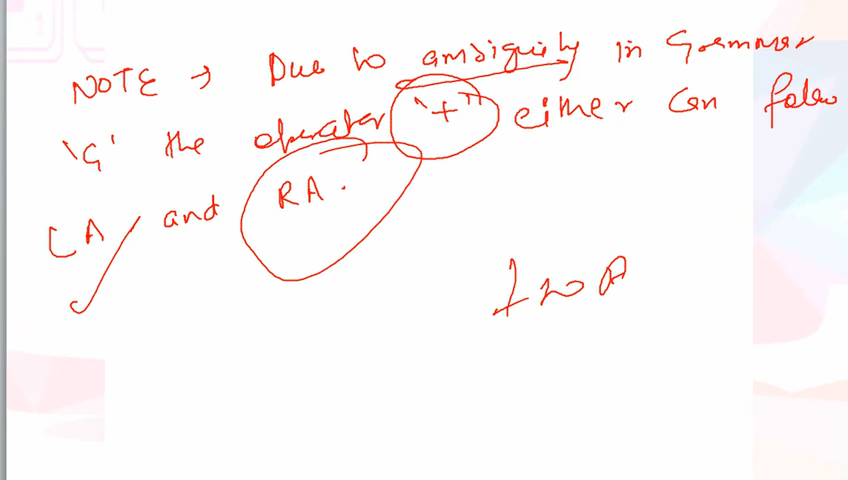 NOTE → Due to ambiguity in Grammar
'G' the operator "+" either can follow
LA and RA.